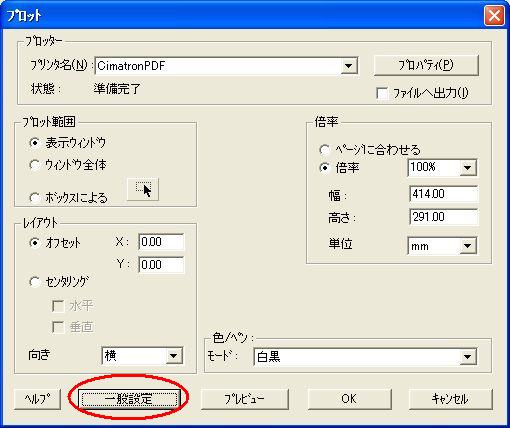 プロット
プロッター
プリンタ名(N): CimatronPDF プロパティ(P)
状態: 準備完了 ファイルへ出力(I)
プロット範囲
表示ウィンドウ
ウィンドウ全体
ボックスによる
倍率
ページに合わせる
倍率 100%
幅: 414.00
高さ: 291.00
単位 mm
レイアウト
オフセット X: 0.00
Y: 0.00
センタリング
水平
垂直
向き 横
色/ペン:
モード: 白黒
ヘルプ 一般設定 プレビュー OK キャンセル